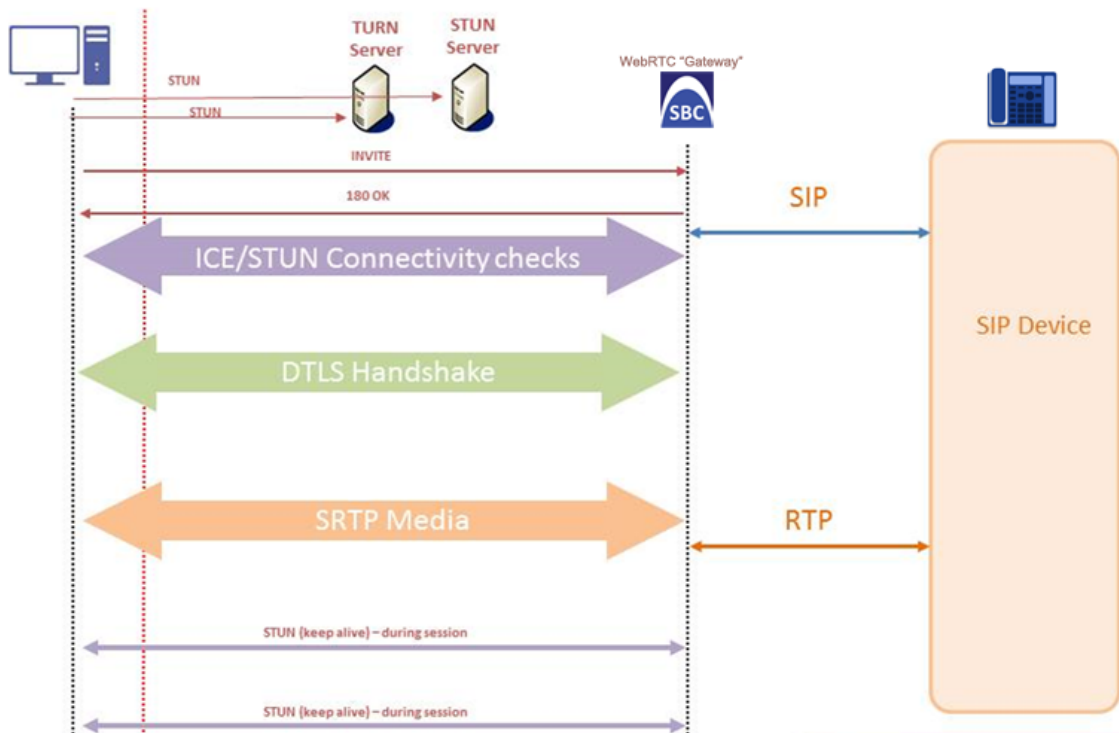 TURN
Server
STUN
Server
WebRTC "Gateway"
SBC
STUN
STUN
INVITE
180 OK
SIP
ICE/STUN Connectivity checks
SIP Device
DTLS Handshake
SRTP Media
RTP
STUN (keep alive) – during session
STUN (keep alive) – during session